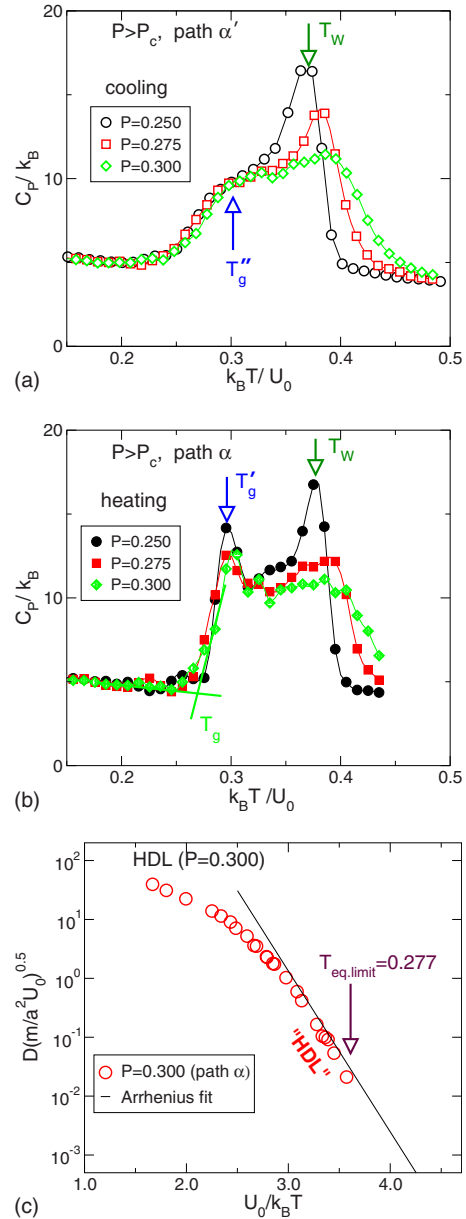 P>P_c, path α'
T_W
cooling
P=0.250
P=0.275
P=0.300
T_g''
C_P / k_B
20
10
0
0.2
0.3
0.4
0.5
k_BT/ U_0
(a)
P>P_c, path α
T_g'
T_W
heating
P=0.250
P=0.275
P=0.300
T_g
C_P / k_B
20
10
0
0.2
0.3
0.4
0.5
k_BT /U_0
(b)
HDL (P=0.300)
T_eq.limit=0.277
"HDL"
P=0.300 (path α)
Arrhenius fit
D(m/a^2U_0)^0.5
10^2
10^1
10^0
10^-1
10^-2
10^-3
1.0
2.0
3.0
4.0
U_0/k_BT
(c)